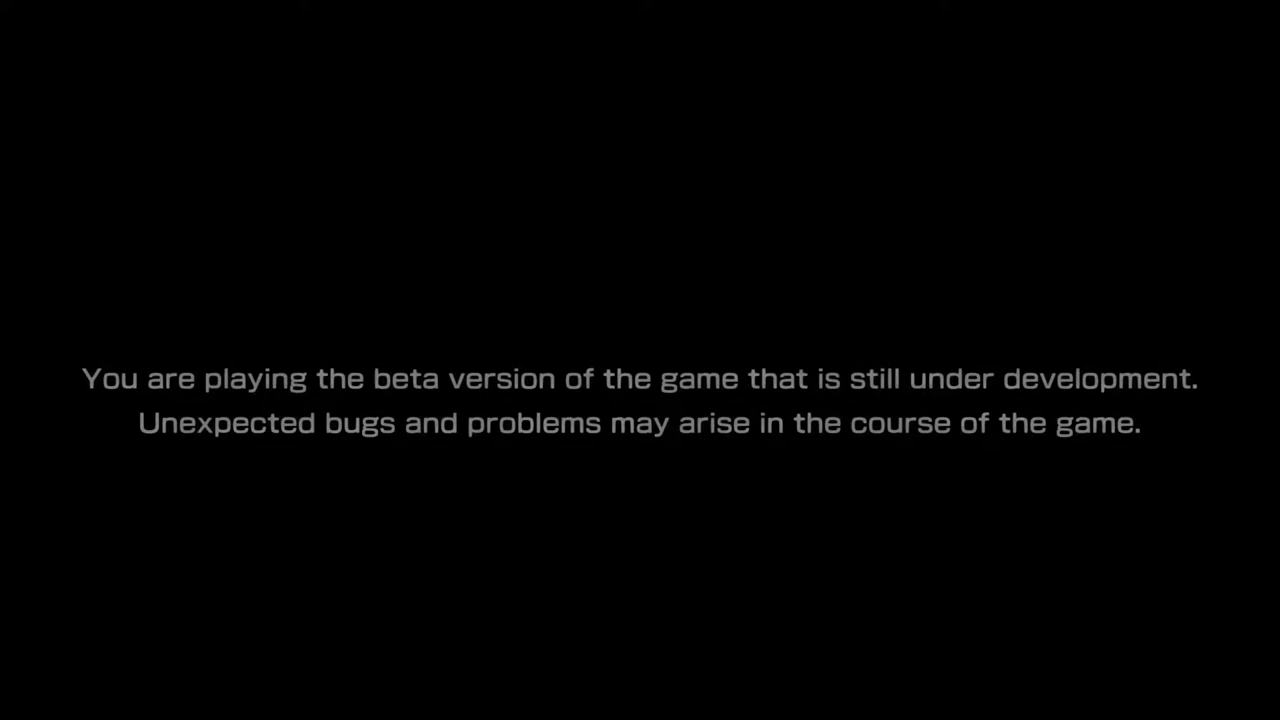 You are playing the beta version of the game that is still under development.
Unexpected bugs and problems may arise in the course of the game.